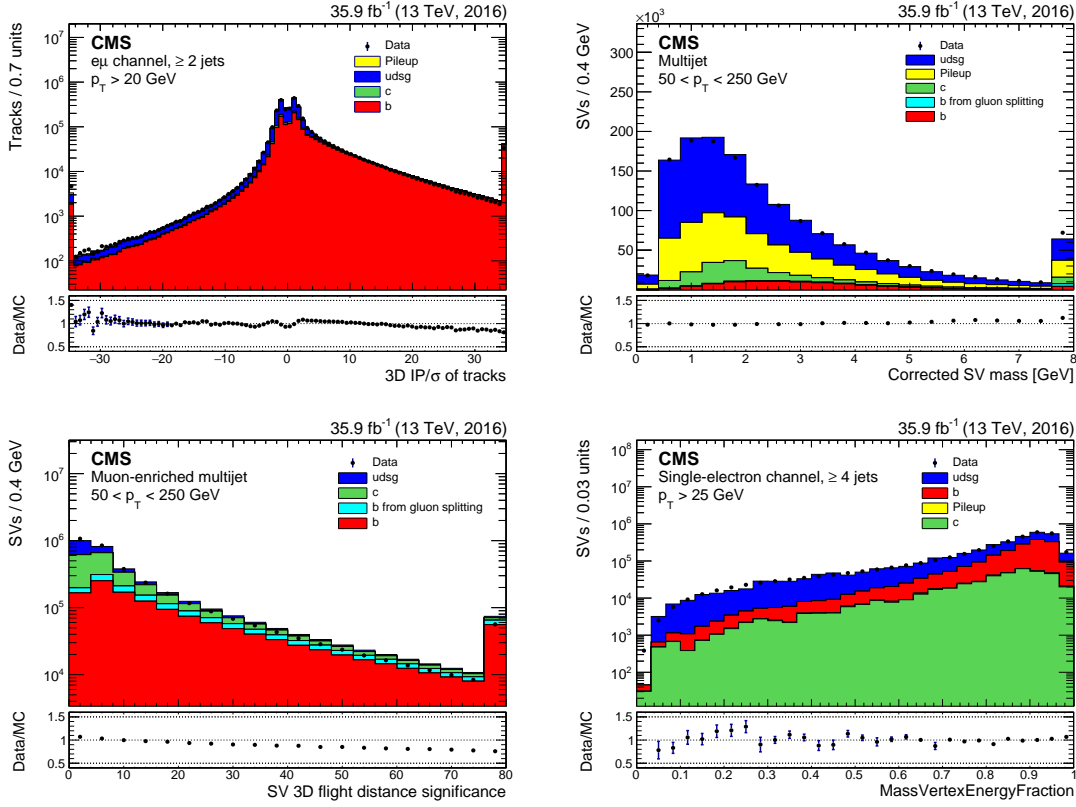 35.9 fb⁻¹ (13 TeV, 2016)
CMS
eμ channel, ≥ 2 jets
p_T > 20 GeV
Data
Pileup
udsg
c
b
Tracks / 0.7 units
10⁷
10⁶
10⁵
10⁴
10³
10²
Data/MC
1.5
1
0.5
−30 −20 −10 0 10 20 30
3D IP/σ of tracks
35.9 fb⁻¹ (13 TeV, 2016)
×10³
CMS
Multijet
50 < p_T < 250 GeV
Data
udsg
Pileup
c
b from gluon splitting
b
SVs / 0.4 GeV
300
250
200
150
100
50
Data/MC
1.5
1
0.5
0 1 2 3 4 5 6 7 8
Corrected SV mass [GeV]
35.9 fb⁻¹ (13 TeV, 2016)
CMS
Muon-enriched multijet
50 < p_T < 250 GeV
Data
udsg
c
b from gluon splitting
b
SVs / 0.4 GeV
10⁷
10⁶
10⁵
10⁴
Data/MC
1.5
1
0.5
0 10 20 30 40 50 60 70 80
SV 3D flight distance significance
35.9 fb⁻¹ (13 TeV, 2016)
CMS
Single-electron channel, ≥ 4 jets
p_T > 25 GeV
Data
udsg
b
Pileup
c
SVs / 0.03 units
10⁸
10⁷
10⁶
10⁵
10⁴
10³
10²
Data/MC
1.5
1
0.5
0 0.1 0.2 0.3 0.4 0.5 0.6 0.7 0.8 0.9 1
MassVertexEnergyFraction